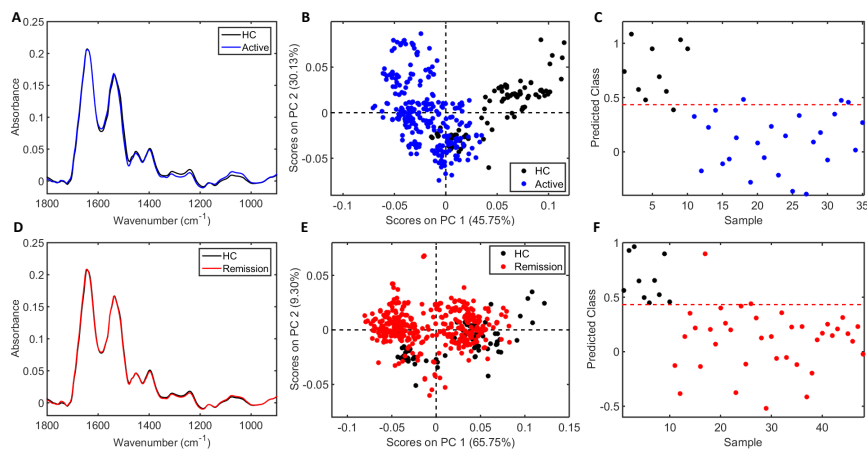 A
HC
Active
0.25
0.2
0.15
0.1
0.05
0
Absorbance
1800
1600
1400
1200
1000
Wavenumber (cm-1)
B
0.05
0
-0.05
Scores on PC 2 (30.13%)
HC
Active
-0.1
-0.05
0
0.05
0.1
Scores on PC 1 (45.75%)
C
1
0.5
0
Predicted Class
5
10
15
20
25
30
35
Sample
D
HC
Remission
0.25
0.2
0.15
0.1
0.05
0
Absorbance
1800
1600
1400
1200
1000
Wavenumber (cm-1)
E
HC
Remission
0.05
0
-0.05
Scores on PC 2 (9.30%)
-0.1
-0.05
0
0.05
0.1
0.15
Scores on PC 1 (65.75%)
F
1
0.5
0
-0.5
Predicted Class
10
20
30
40
Sample